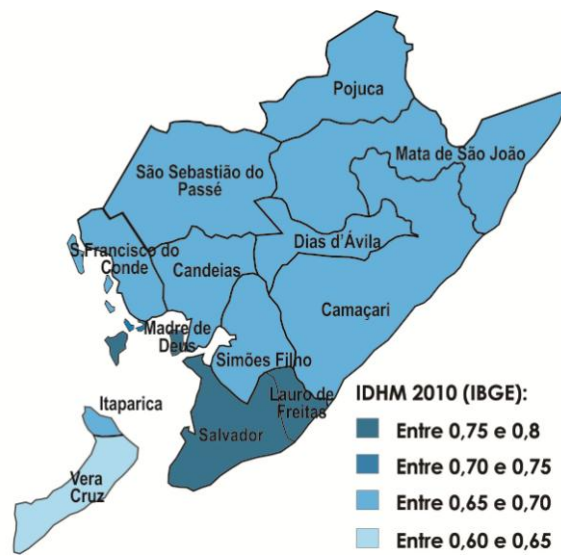 Pojuca
Mata de São João
São Sebastião do
Passé
Dias d’Ávila
S.Francisco do
Conde
Candeias
Camaçari
Madre de
Deus
Simões Filho
Lauro de
Freitas
Itaparica
Salvador
Vera
Cruz
IDHM 2010 (IBGE):
Entre 0,75 e 0,8
Entre 0,70 e 0,75
Entre 0,65 e 0,70
Entre 0,60 e 0,65